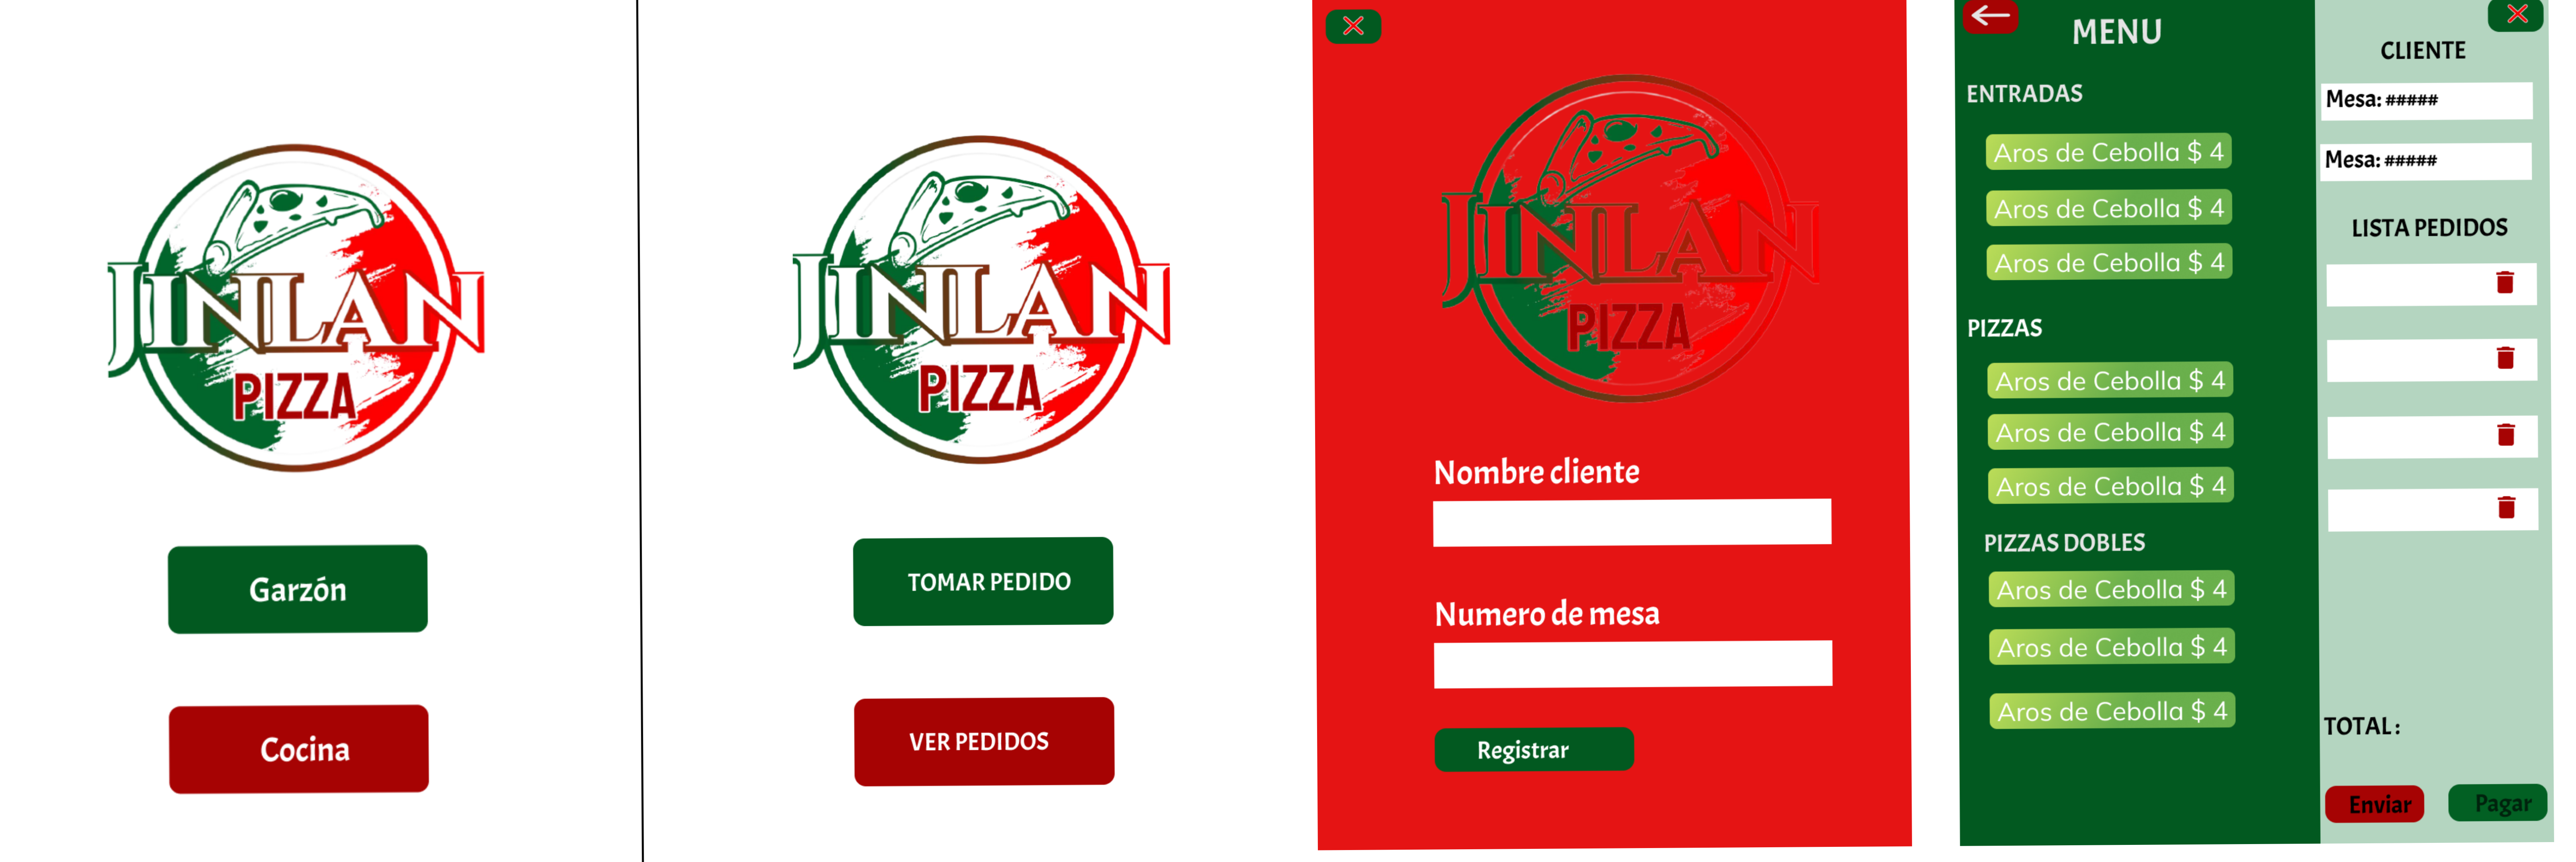 JINLAN
PIZZA
Garzón
Cocina
JINLAN
PIZZA
TOMAR PEDIDO
VER PEDIDOS
JINLAN
PIZZA
Nombre cliente
Numero de mesa
Registrar
MENU
ENTRADAS
Aros de Cebolla $ 4
Aros de Cebolla $ 4
Aros de Cebolla $ 4
PIZZAS
Aros de Cebolla $ 4
Aros de Cebolla $ 4
Aros de Cebolla $ 4
PIZZAS DOBLES
Aros de Cebolla $ 4
Aros de Cebolla $ 4
Aros de Cebolla $ 4
CLIENTE
Mesa: #####
Mesa: #####
LISTA PEDIDOS
TOTAL :
Enviar
Pagar